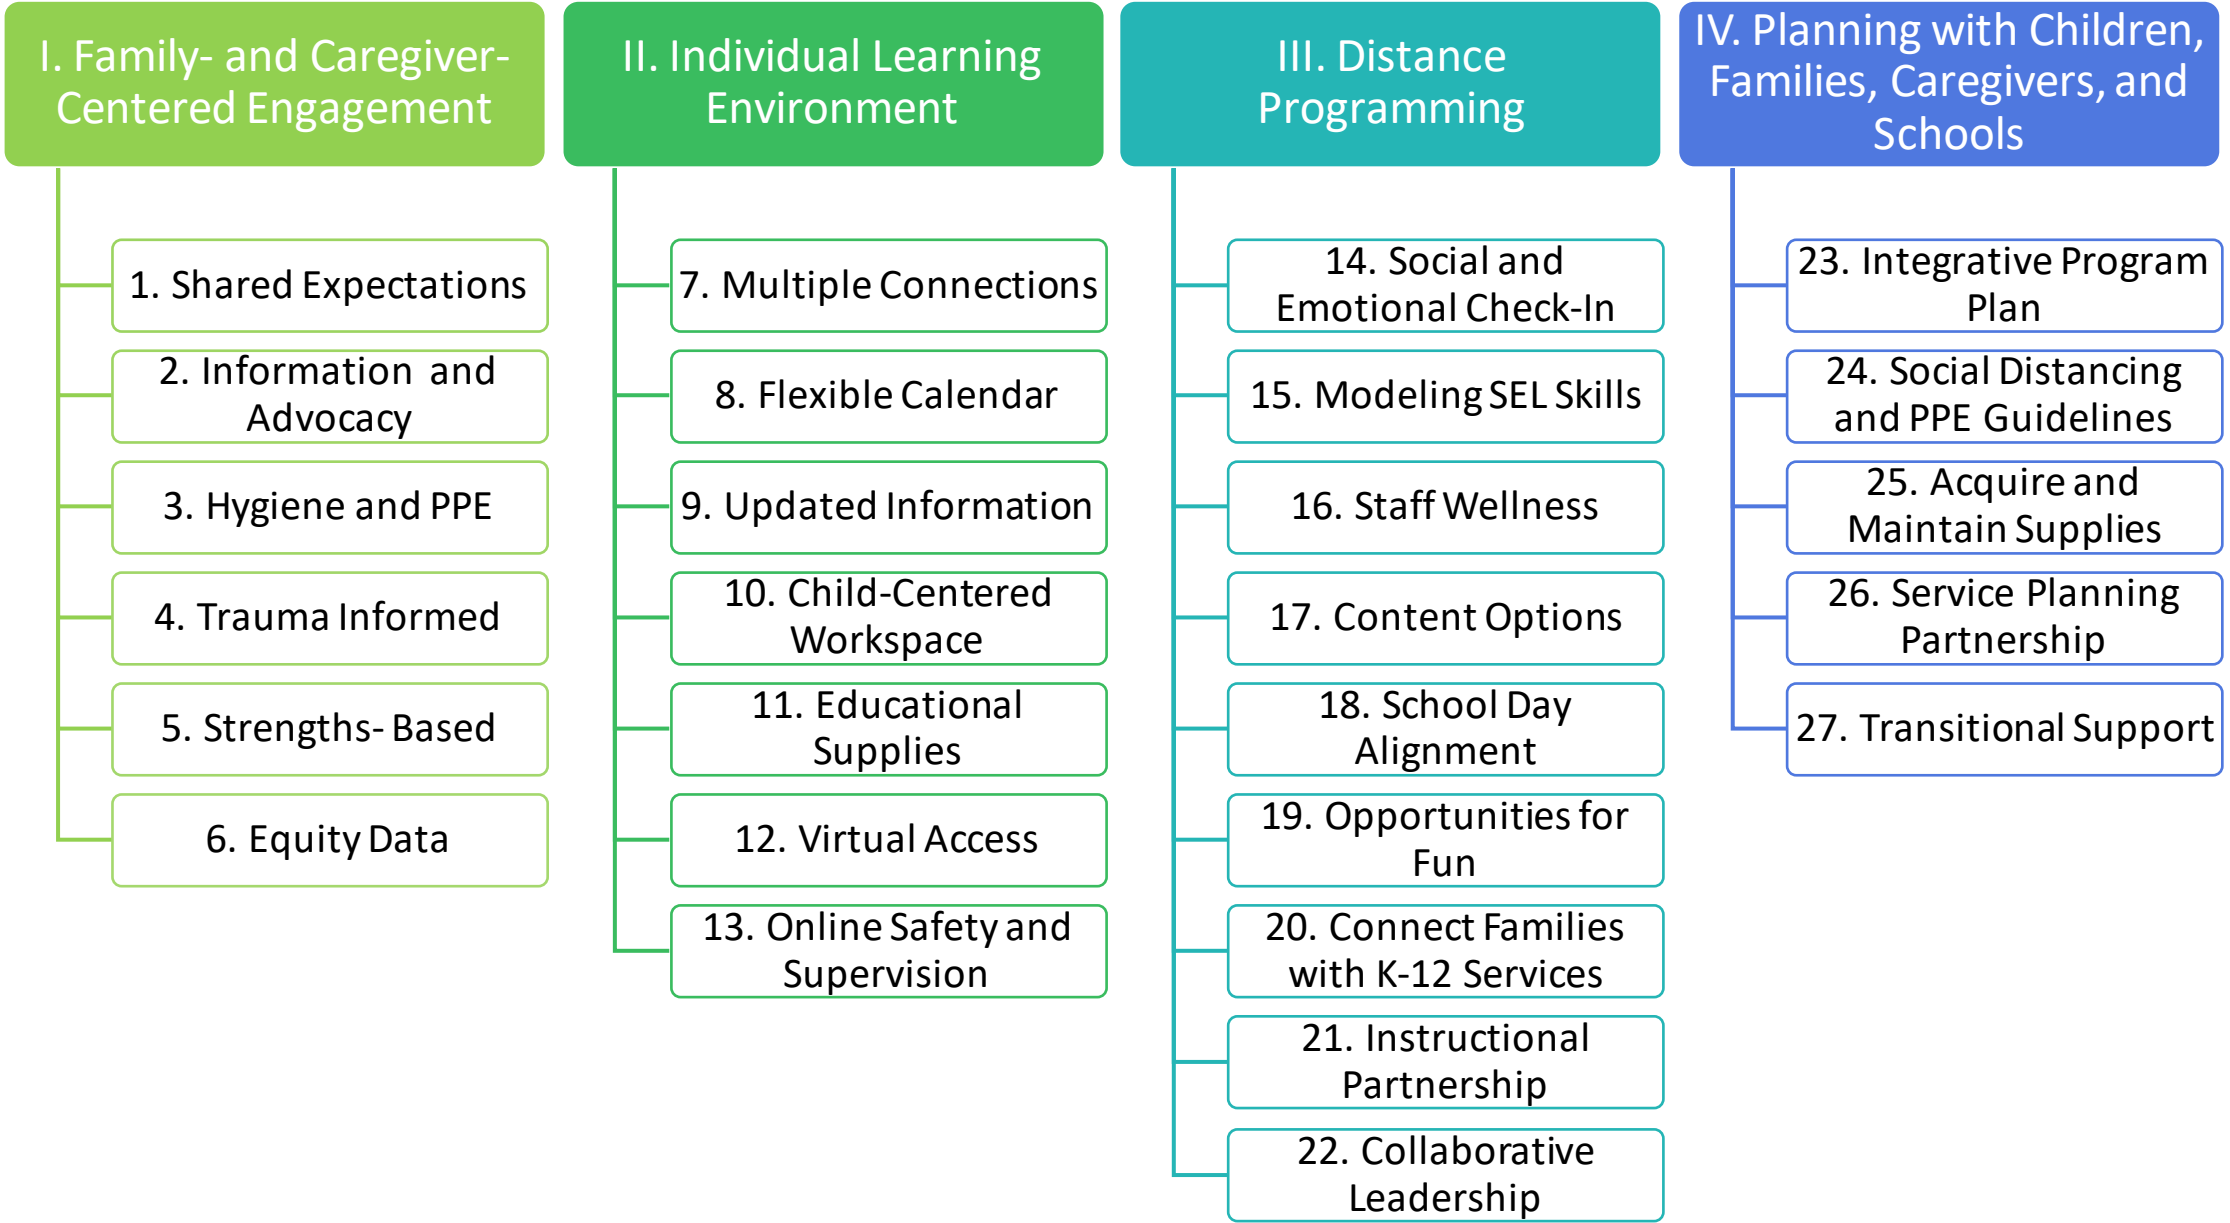 I. Family- and Caregiver-
Centered Engagement
1. Shared Expectations
2. Information and
Advocacy
3. Hygiene and PPE
4. Trauma Informed
5. Strengths- Based
6. Equity Data
II. Individual Learning
Environment
7. Multiple Connections
8. Flexible Calendar
9. Updated Information
10. Child-Centered
Workspace
11. Educational
Supplies
12. Virtual Access
13. Online Safety and
Supervision
III. Distance
Programming
14. Social and
Emotional Check-In
15. Modeling SEL Skills
16. Staff Wellness
17. Content Options
18. School Day
Alignment
19. Opportunities for
Fun
20. Connect Families
with K-12 Services
21. Instructional
Partnership
22. Collaborative
Leadership
IV. Planning with Children,
Families, Caregivers, and
Schools
23. Integrative Program
Plan
24. Social Distancing
and PPE Guidelines
25. Acquire and
Maintain Supplies
26. Service Planning
Partnership
27. Transitional Support